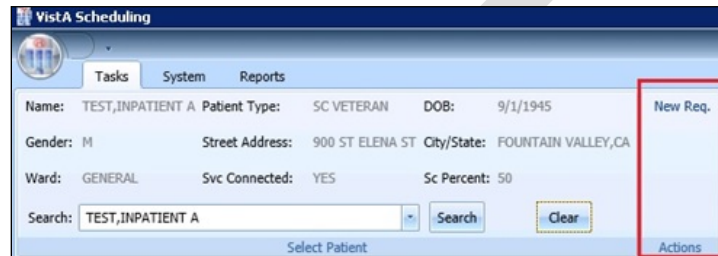 VistA Scheduling
Tasks System Reports
Name: TEST,INPATIENT A Patient Type: SC VETERAN DOB: 9/1/1945 New Req.
Gender: M Street Address: 900 ST ELENA ST City/State: FOUNTAIN VALLEY,CA
Ward: GENERAL Svc Connected: YES Sc Percent: 50
Search: TEST,INPATIENT A Search Clear
Select Patient Actions